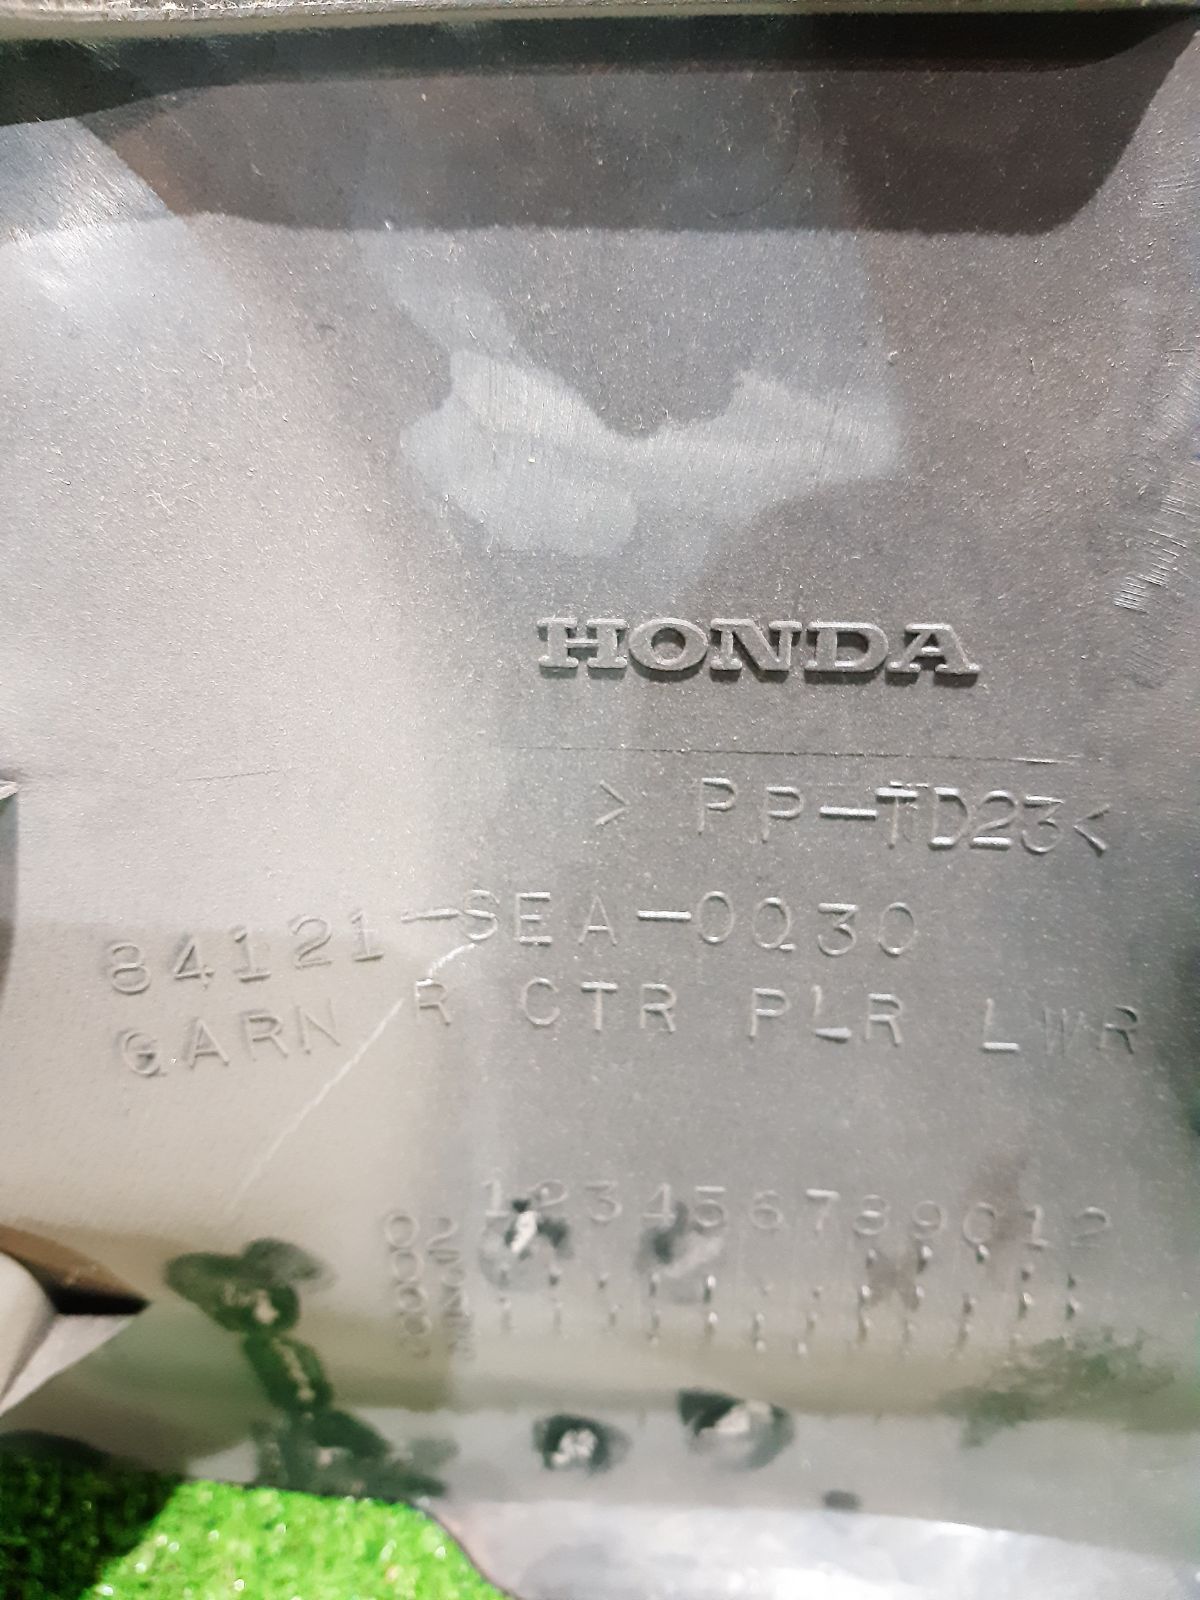 HONDA
> PP-TD23<
84121-SEA-0030
GARN R CTR PLR LWR
123456789012